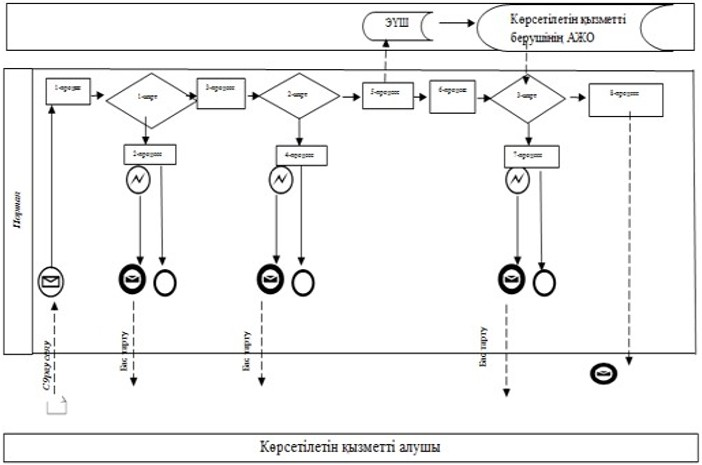 ЭҮШ
Көрсетілетін қызметті
берушінің АЖО
1-процес
1-шарт
3-процесс
2-шарт
5-процесс
6-процесс
3-шарт
8-процесс
2-процесс
4-процесс
7-процесс
Портал
Сұрау салу
Бас тарту
Бас тарту
Бас тарту
Көрсетілетін қызметті алушы